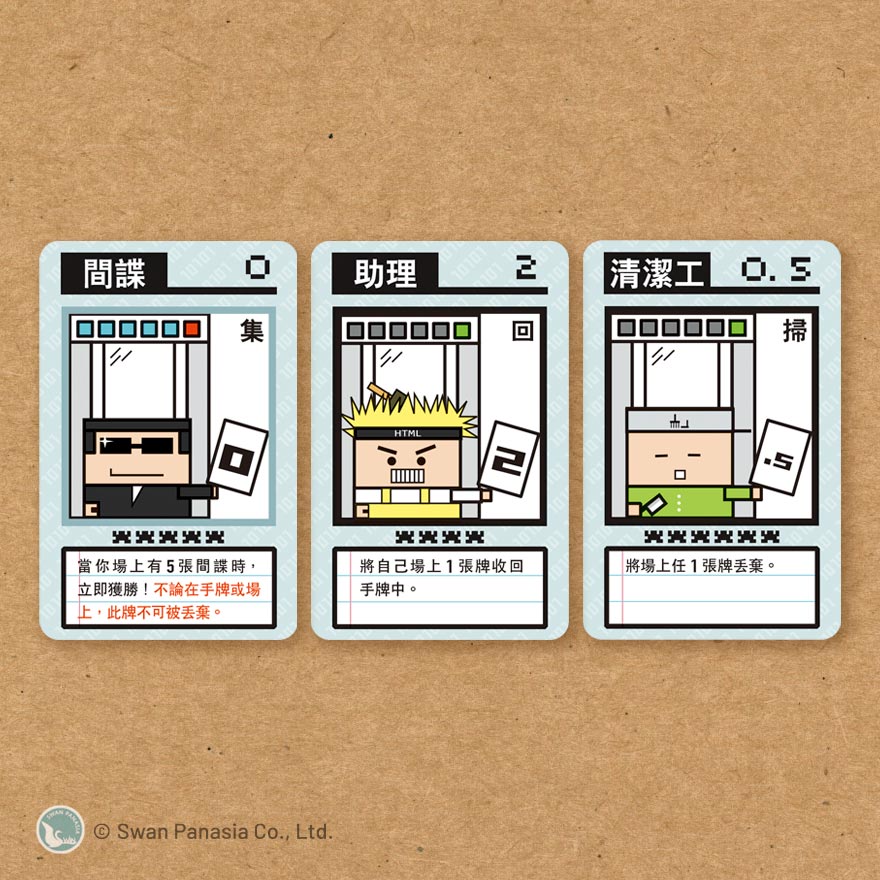 間諜
0
集
0
當你場上有5張間諜時，
立即獲勝！不論在手牌或場
上，此牌不可被丟棄。
助理
2
回
HTML
2
將自己場上1張牌收回
手牌中。
清潔工
0.5
掃
.5
將場上任1張牌丟棄。
SWAN PANASIA
© Swan Panasia Co., Ltd.